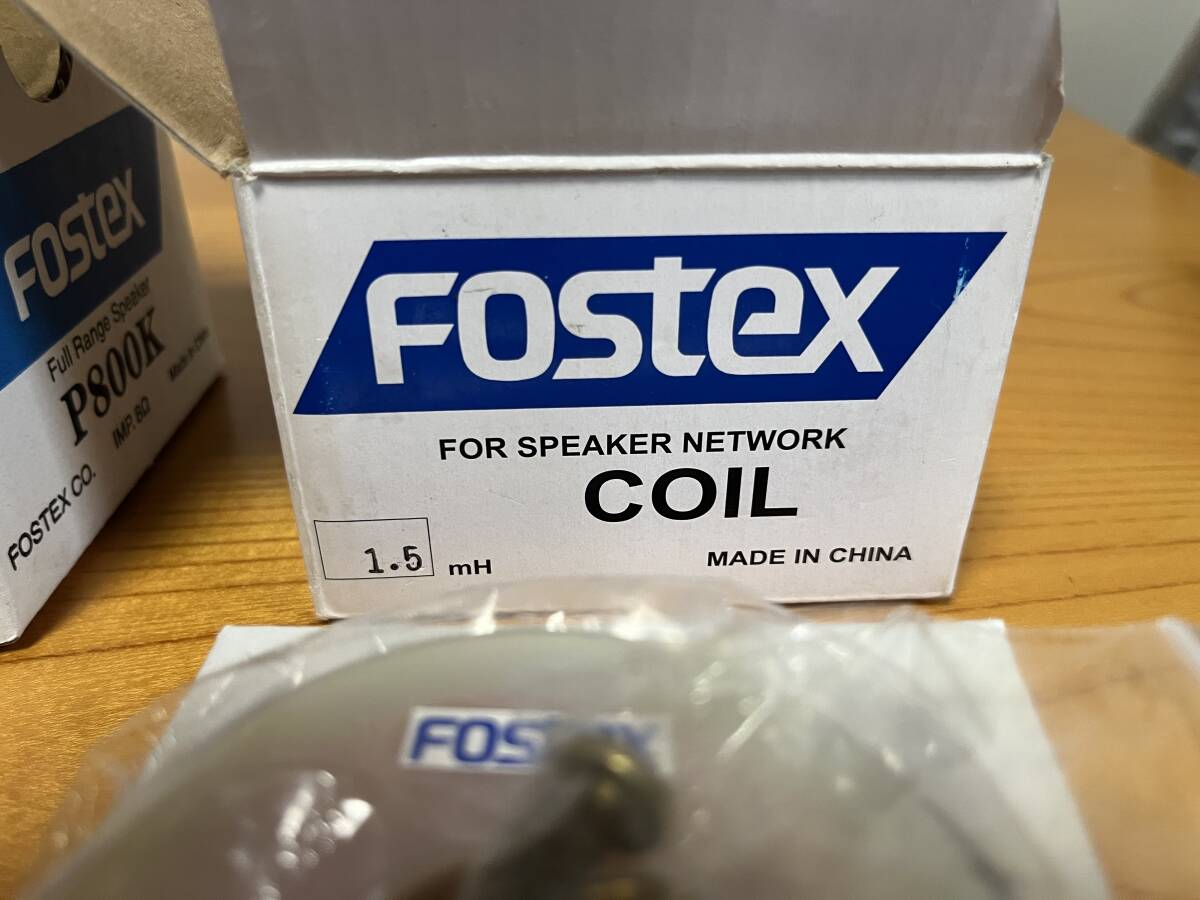 FOSTEX
Full Range Speaker
P800K
IMP. 8Ω
Made in China
FOSTEX CO.
FOSTEX
FOR SPEAKER NETWORK
COIL
1.5 mH
MADE IN CHINA
FOSTEX